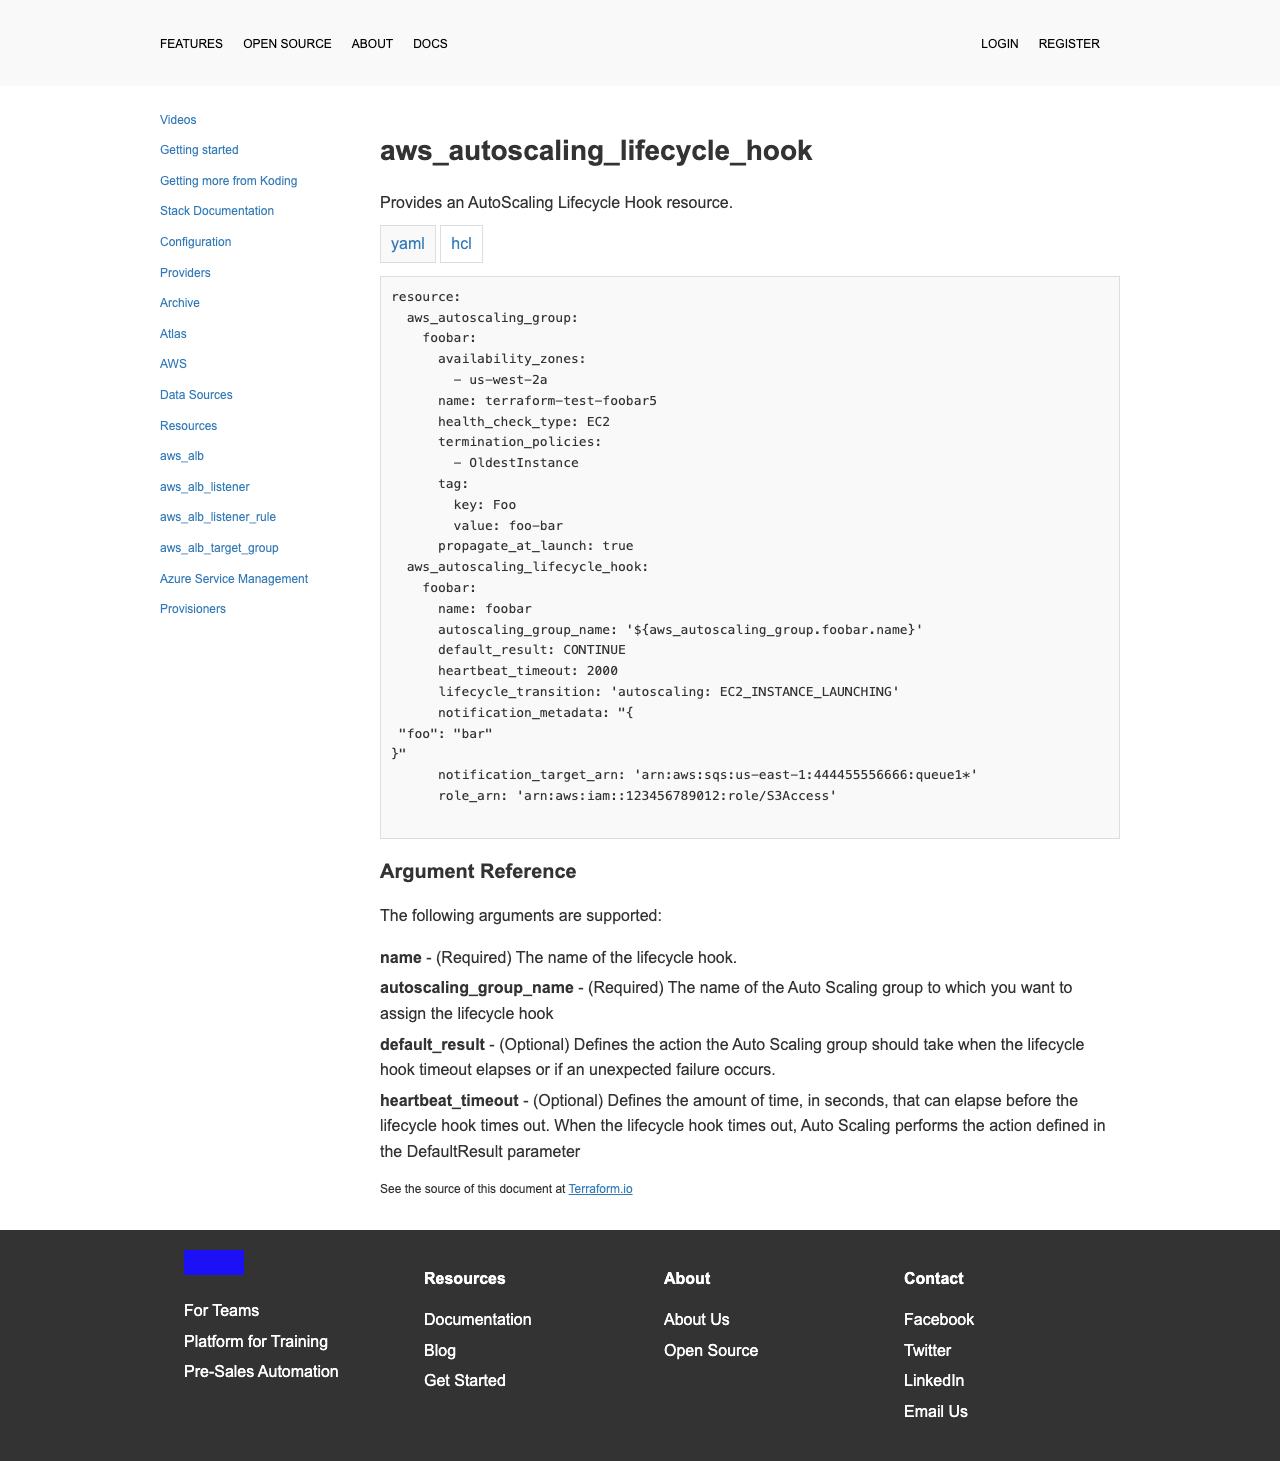 FEATURES OPEN SOURCE ABOUT DOCS LOGIN REGISTER
Videos
Getting started
Getting more from Koding
Stack Documentation
Configuration
Providers
Archive
Atlas
AWS
Data Sources
Resources
aws_alb
aws_alb_listener
aws_alb_listener_rule
aws_alb_target_group
Azure Service Management
Provisioners
aws_autoscaling_lifecycle_hook
Provides an AutoScaling Lifecycle Hook resource.
yaml hcl
resource:
  aws_autoscaling_group:
    foobar:
      availability_zones:
        - us-west-2a
      name: terraform-test-foobar5
      health_check_type: EC2
      termination_policies:
        - OldestInstance
      tag:
        key: Foo
        value: foo-bar
      propagate_at_launch: true
  aws_autoscaling_lifecycle_hook:
    foobar:
      name: foobar
      autoscaling_group_name: '${aws_autoscaling_group.foobar.name}'
      default_result: CONTINUE
      heartbeat_timeout: 2000
      lifecycle_transition: 'autoscaling: EC2_INSTANCE_LAUNCHING'
      notification_metadata: "{
 "foo": "bar"
}"
      notification_target_arn: 'arn:aws:sqs:us-east-1:444455556666:queue1*'
      role_arn: 'arn:aws:iam::123456789012:role/S3Access'
Argument Reference
The following arguments are supported:
name - (Required) The name of the lifecycle hook.
autoscaling_group_name - (Required) The name of the Auto Scaling group to which you want to
assign the lifecycle hook
default_result - (Optional) Defines the action the Auto Scaling group should take when the lifecycle
hook timeout elapses or if an unexpected failure occurs.
heartbeat_timeout - (Optional) Defines the amount of time, in seconds, that can elapse before the
lifecycle hook times out. When the lifecycle hook times out, Auto Scaling performs the action defined in
the DefaultResult parameter
See the source of this document at Terraform.io
For Teams
Platform for Training
Pre-Sales Automation
Resources
Documentation
Blog
Get Started
About
About Us
Open Source
Contact
Facebook
Twitter
LinkedIn
Email Us